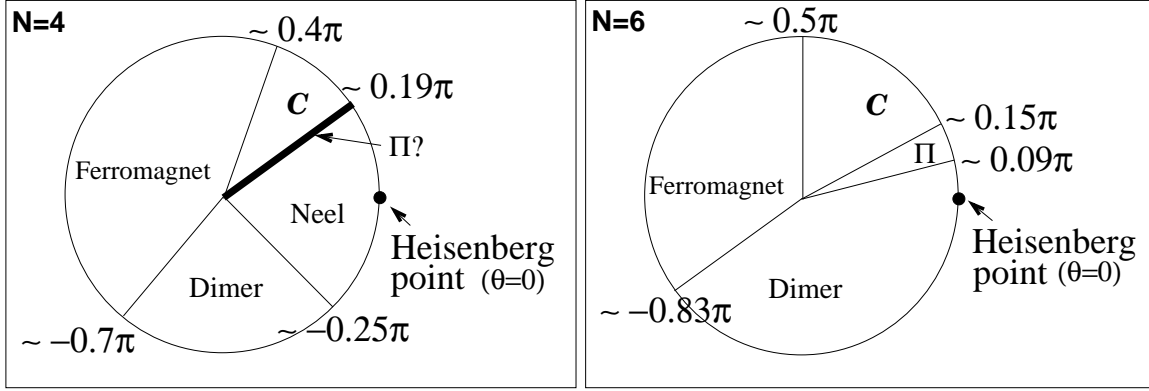 N=4
~ 0.4π
C
~ 0.19π
Π?
Ferromagnet
Neel
Heisenberg
point (θ=0)
Dimer
~ −0.25π
~ −0.7π
N=6
~ 0.5π
C
~ 0.15π
Π
~ 0.09π
Ferromagnet
Heisenberg
point (θ=0)
Dimer
~ −0.83π